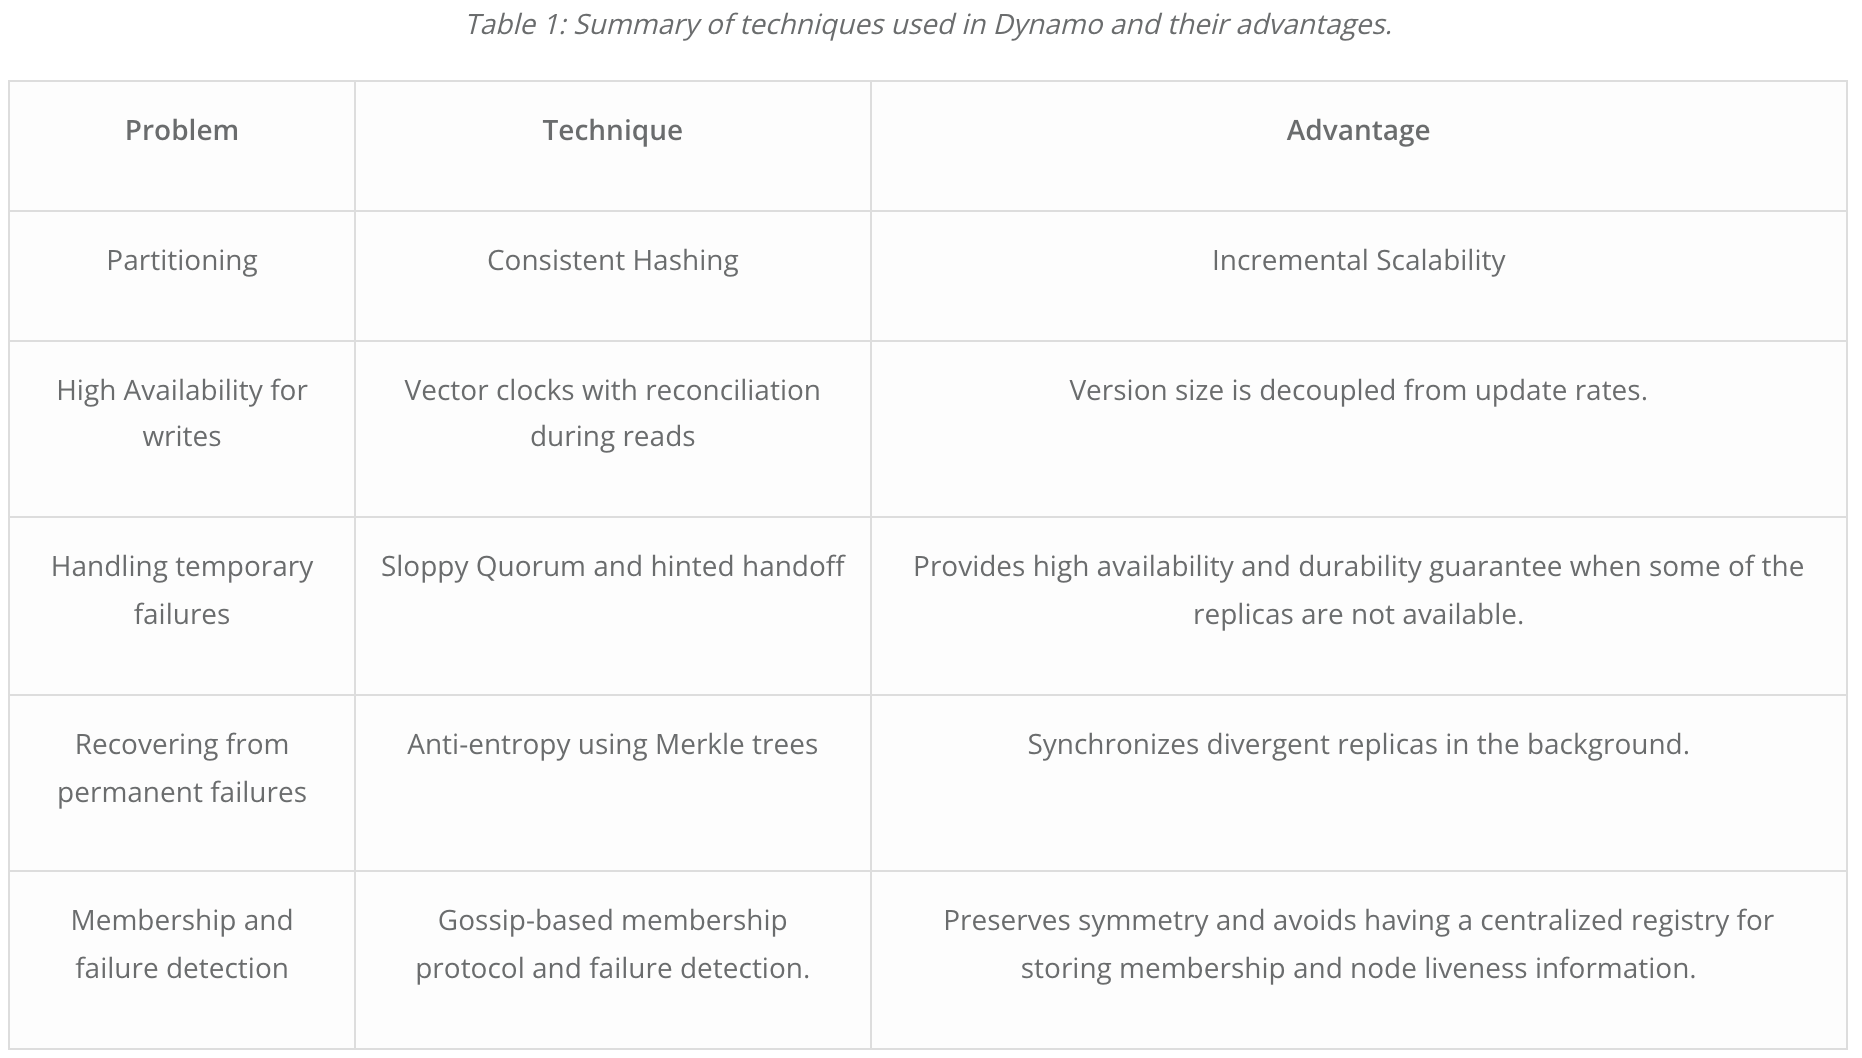 Table 1: Summary of techniques used in Dynamo and their advantages.
Problem Technique Advantage
Partitioning Consistent Hashing Incremental Scalability
High Availability for Vector clocks with reconciliation Version size is decoupled from update rates.
writes during reads
Handling temporary Sloppy Quorum and hinted handoff Provides high availability and durability guarantee when some of the
failures replicas are not available.
Recovering from Anti-entropy using Merkle trees Synchronizes divergent replicas in the background.
permanent failures
Membership and Gossip-based membership Preserves symmetry and avoids having a centralized registry for
failure detection protocol and failure detection. storing membership and node liveness information.